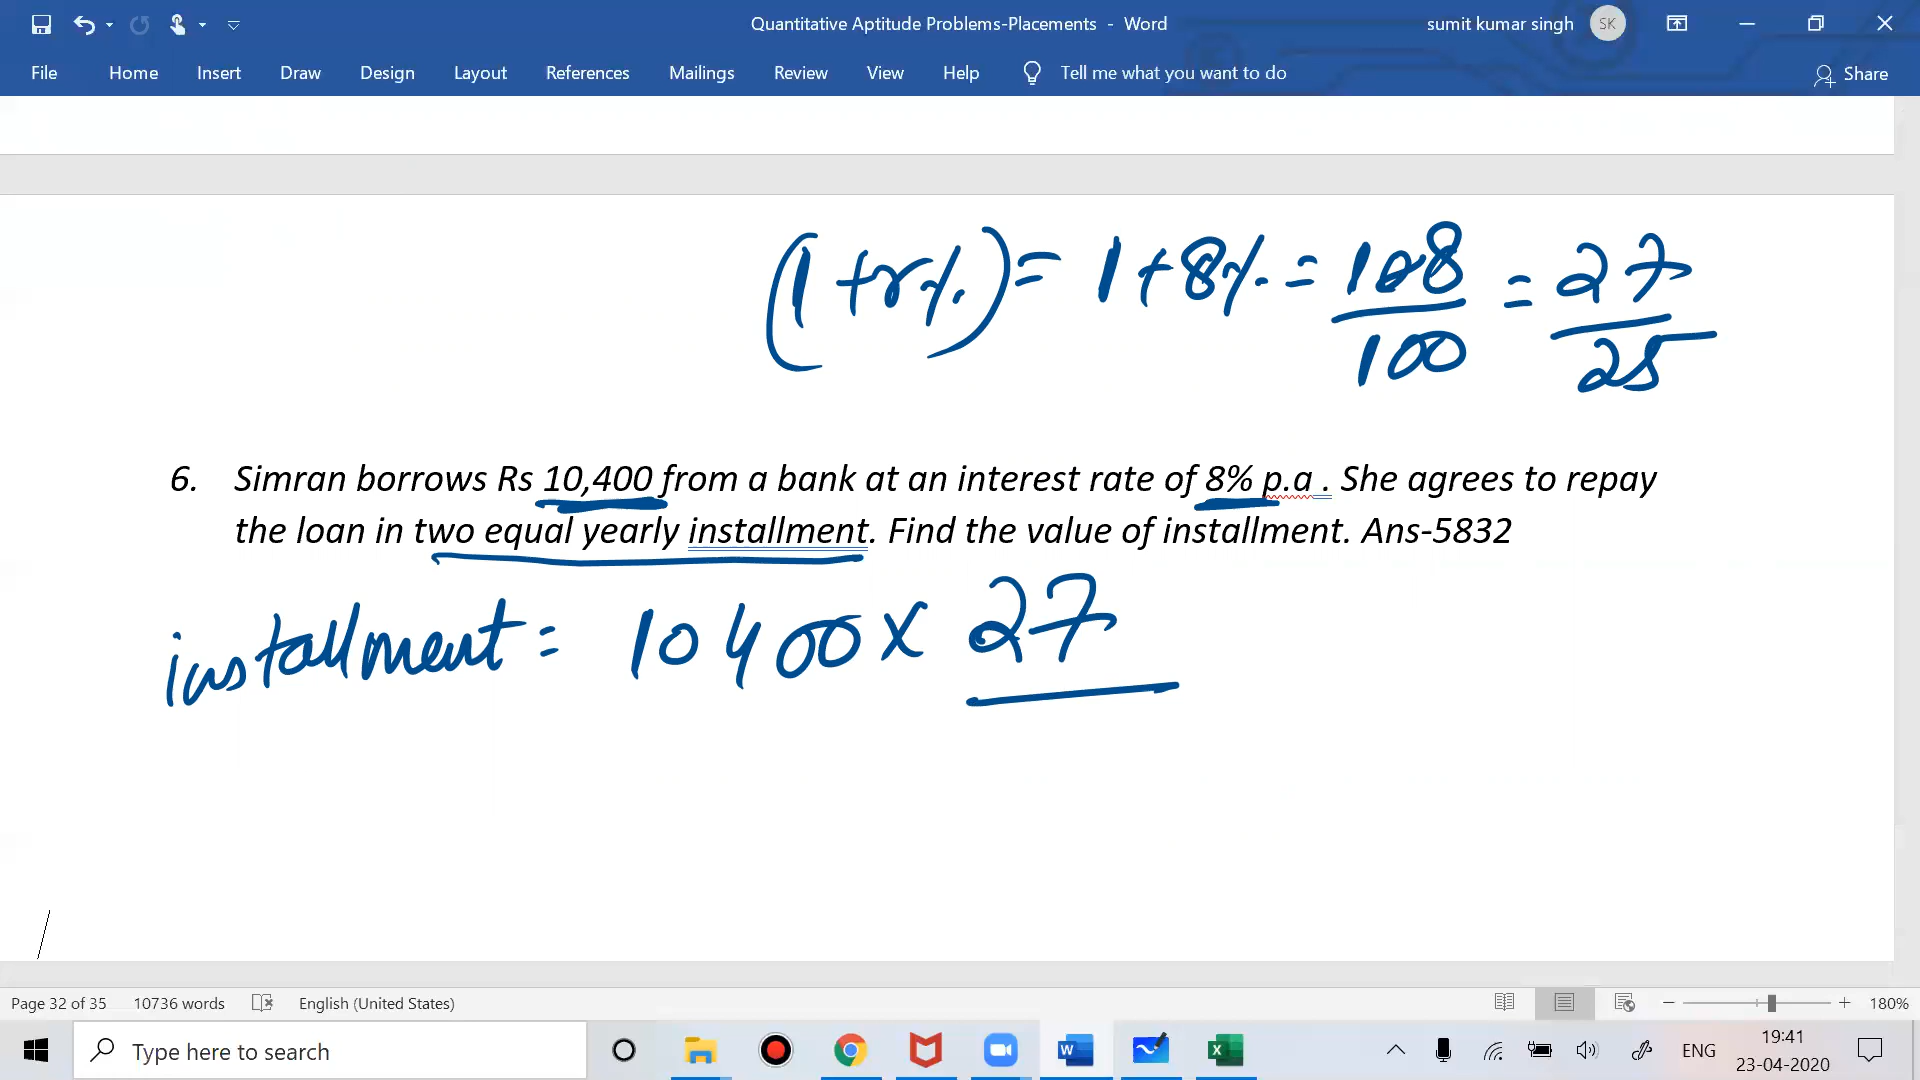 Quantitative Aptitude Problems-Placements - Word
sumit kumar singh
SK
File Home Insert Draw Design Layout References Mailings Review View Help Tell me what you want to do
Share
(1+r%) = 1+8% = 108/100 = 27/25
6. Simran borrows Rs 10,400 from a bank at an interest rate of 8% p.a . She agrees to repay
the loan in two equal yearly installment. Find the value of installment. Ans-5832
installment = 10400 x 27
Page 32 of 35 10736 words English (United States)
180%
Type here to search
ENG
19:41
23-04-2020